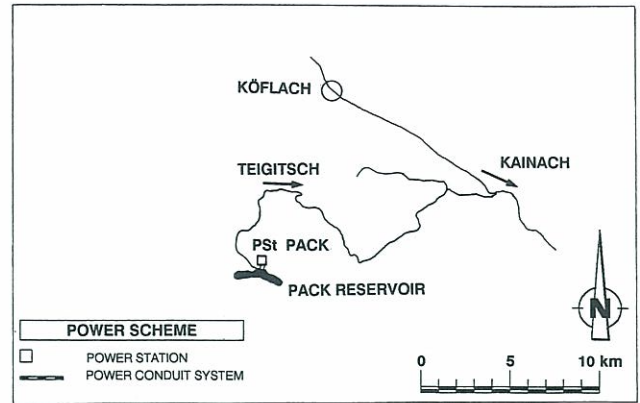 KÖFLACH
KAINACH
TEIGITSCH
PSt PACK
PACK RESERVOIR
N
POWER SCHEME
POWER STATION
POWER CONDUIT SYSTEM
0 5 10 km